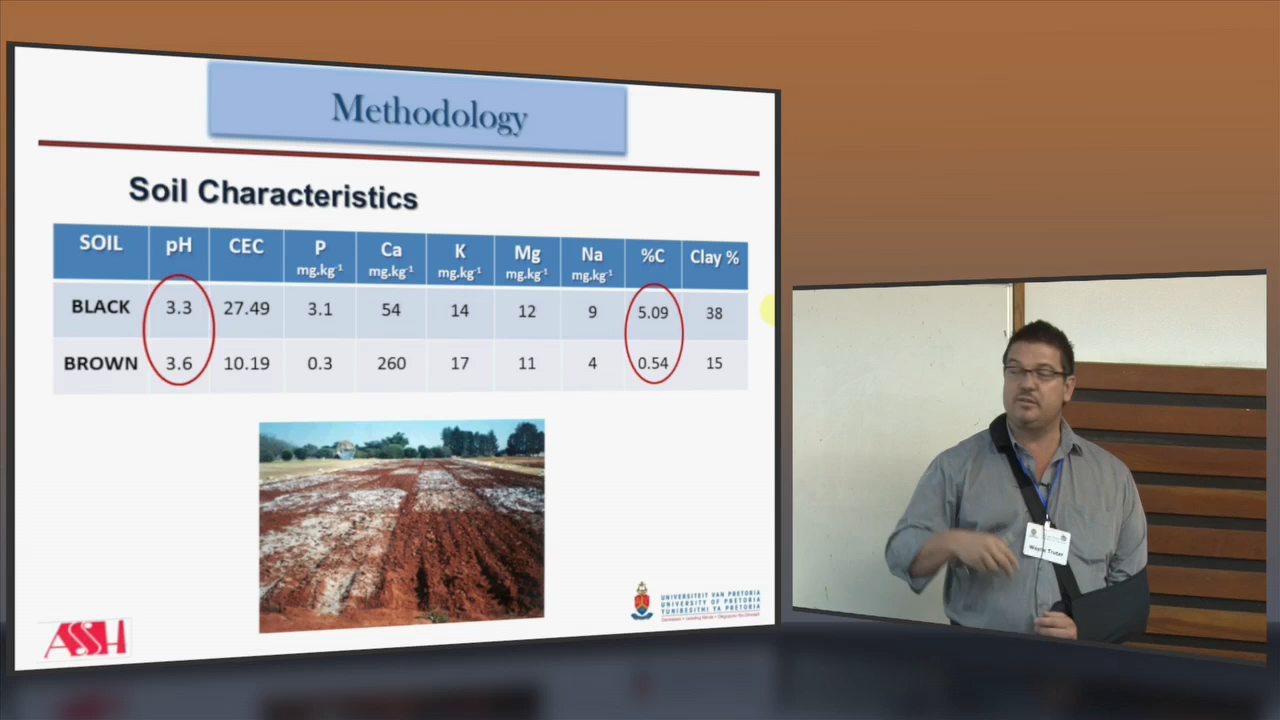 Methodology
Soil Characteristics
SOIL pH CEC P mg.kg-1 Ca mg.kg-1 K mg.kg-1 Mg mg.kg-1 Na mg.kg-1 %C Clay %
BLACK 3.3 27.49 3.1 54 14 12 9 5.09 38
BROWN 3.6 10.19 0.3 260 17 11 4 0.54 15
ASSH
UNIVERSITEIT VAN PRETORIA
UNIVERSITY OF PRETORIA
YUNIBESITHI YA PRETORIA
Wayne Truter